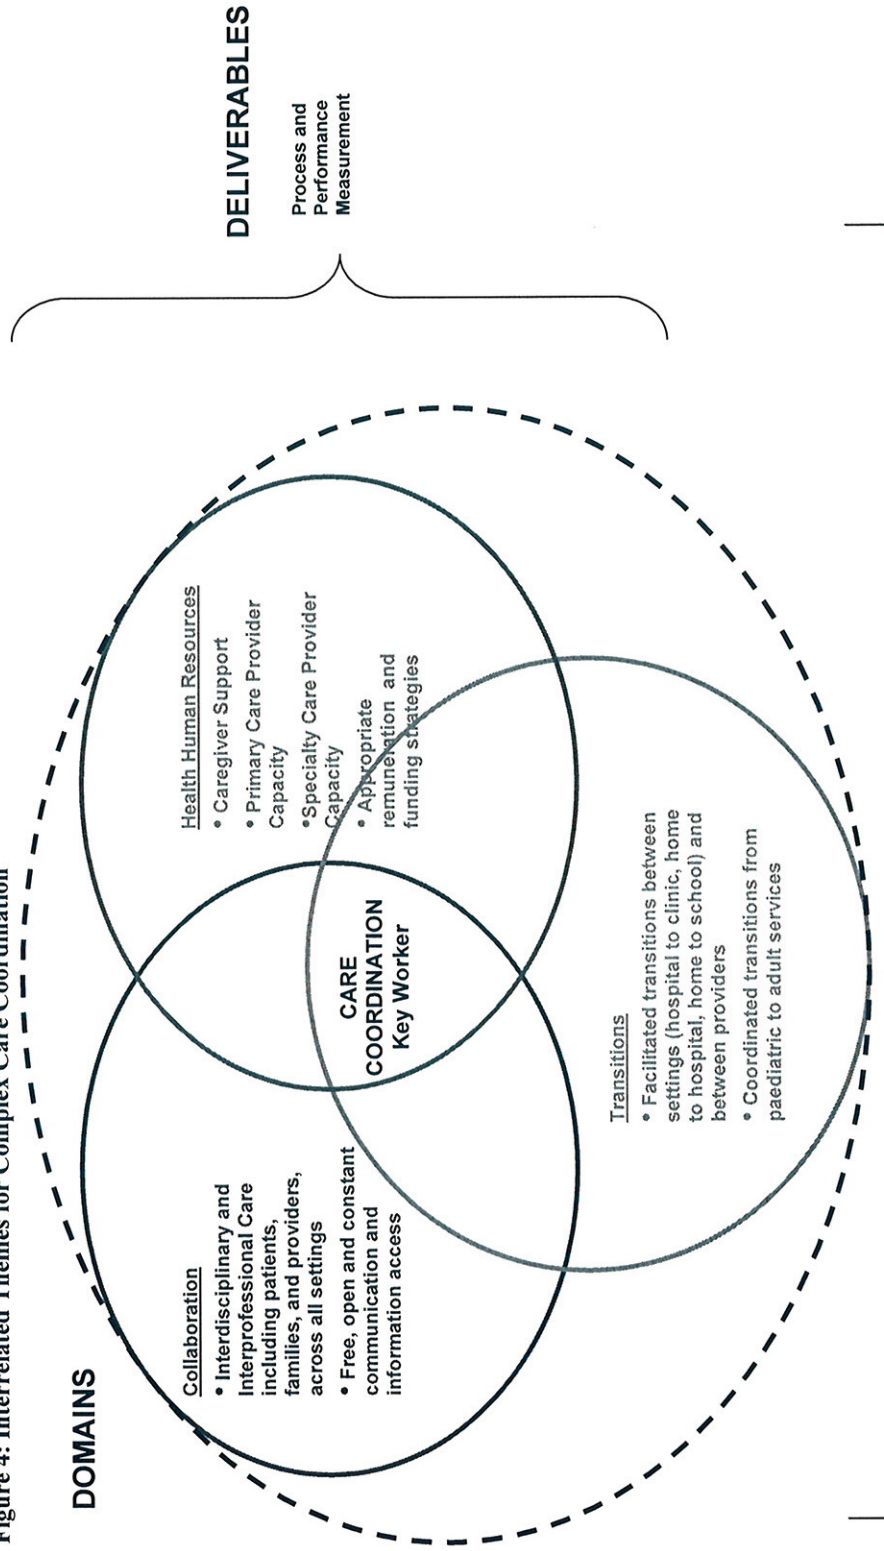 Figure 4: Interrelated Themes for Complex Care Coordination
DOMAINS
DELIVERABLES
Process and
Performance
Measurement
Collaboration
• Interdisciplinary and
Interprofessional Care
including patients,
families, and providers,
across all settings
• Free, open and constant
communication and
information access
CARE
COORDINATION
Key Worker
Health Human Resources
• Caregiver Support
• Primary Care Provider
Capacity
• Specialty Care Provider
Capacity
• Appropriate
remuneration and
funding strategies
Transitions
• Facilitated transitions between
settings (hospital to clinic, home
to hospital, home to school) and
between providers
• Coordinated transitions from
paediatric to adult services